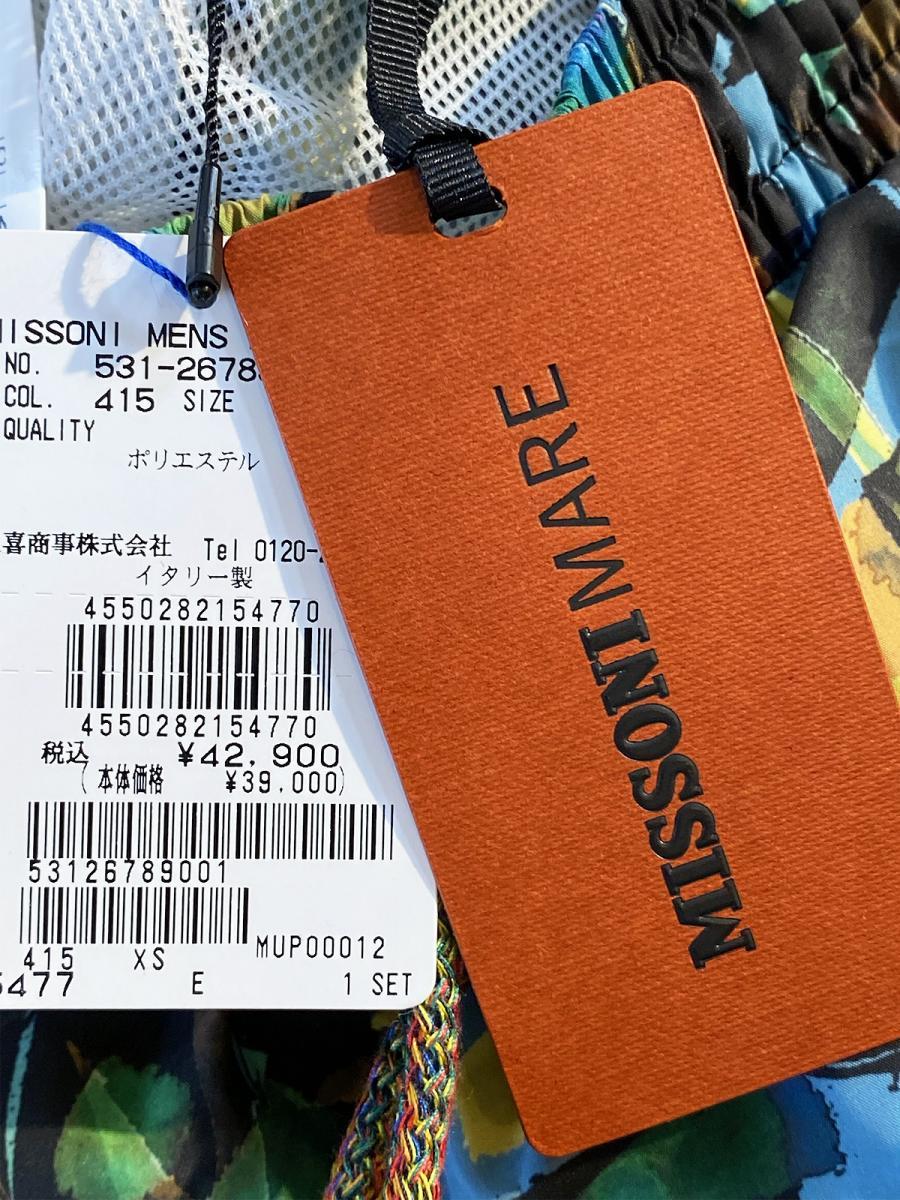 MISSONI MENS
NO. 531-2678
COL. 415 SIZE
QUALITY
ポリエステル
喜商事株式会社 Tel 0120-
イタリー製
4550282154770
4550282154770
税込 ¥42,900
(本体価格 ¥39,000)
53126789001
415 XS MUP00012
5477 E 1 SET
MISSONI MARE